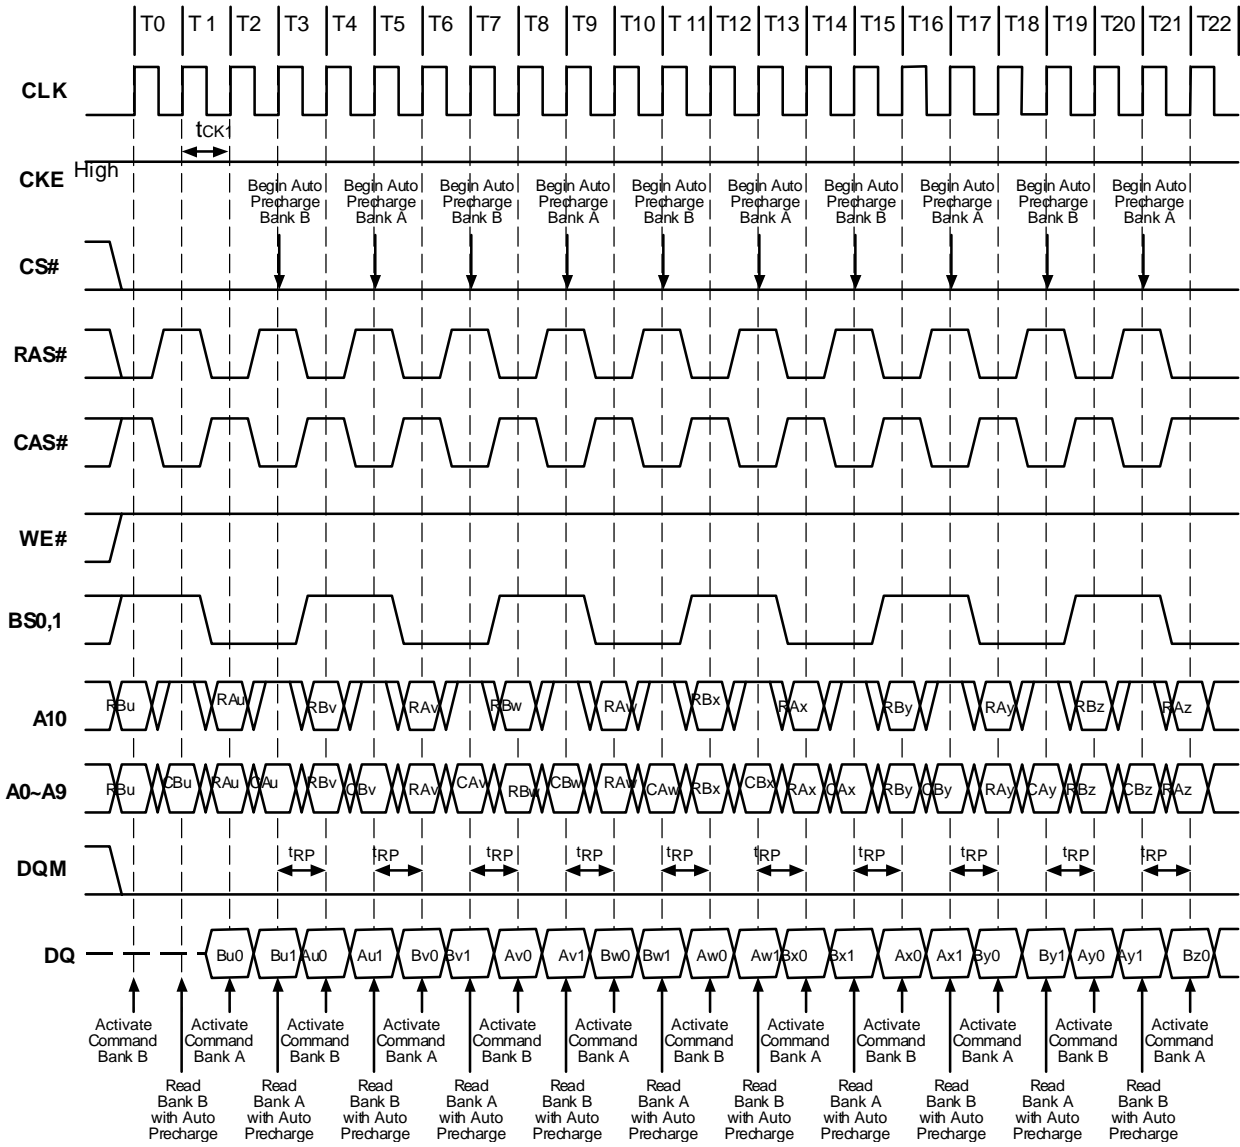 T0 T1 T2 T3 T4 T5 T6 T7 T8 T9 T10 T11 T12 T13 T14 T15 T16 T17 T18 T19 T20 T21 T22
CLK
tCK1
High
CKE
Begin Auto Begin Auto Begin Auto Begin Auto Begin Auto Begin Auto Begin Auto Begin Auto Begin Auto Begin Auto
Precharge Precharge Precharge Precharge Precharge Precharge Precharge Precharge Precharge Precharge
Bank B Bank A Bank B Bank A Bank B Bank A Bank B Bank A Bank B Bank A
CS#
RAS#
CAS#
WE#
BS0,1
A10 RBu RAu RBv RAv RBw RAw RBx RAx RBy RAy RBz RAz
A0~A9 RBu CBu RAu CAu RBv CBv RAv CAv RBw CBw RAw CAw RBx CBx RAx CAx RBy CBy RAy CAy RBz CBz RAz
DQM tRP tRP tRP tRP tRP tRP tRP tRP tRP tRP
DQ Bu0 Bu1 Au0 Au1 Bv0 Bv1 Av0 Av1 Bw0 Bw1 Aw0 Aw1 Bx0 Bx1 Ax0 Ax1 By0 By1 Ay0 Ay1 Bz0
Activate Activate Activate Activate Activate Activate Activate Activate Activate Activate Activate Activate
Command Command Command Command Command Command Command Command Command Command Command Command
Bank B Bank A Bank B Bank A Bank B Bank A Bank B Bank A Bank B Bank A Bank B Bank A
Read Read Read Read Read Read Read Read Read Read Read
Bank B Bank A Bank B Bank A Bank B Bank A Bank B Bank A Bank B Bank A Bank B
with Auto with Auto with Auto with Auto with Auto with Auto with Auto with Auto with Auto with Auto with Auto
Precharge Precharge Precharge Precharge Precharge Precharge Precharge Precharge Precharge Precharge Precharge